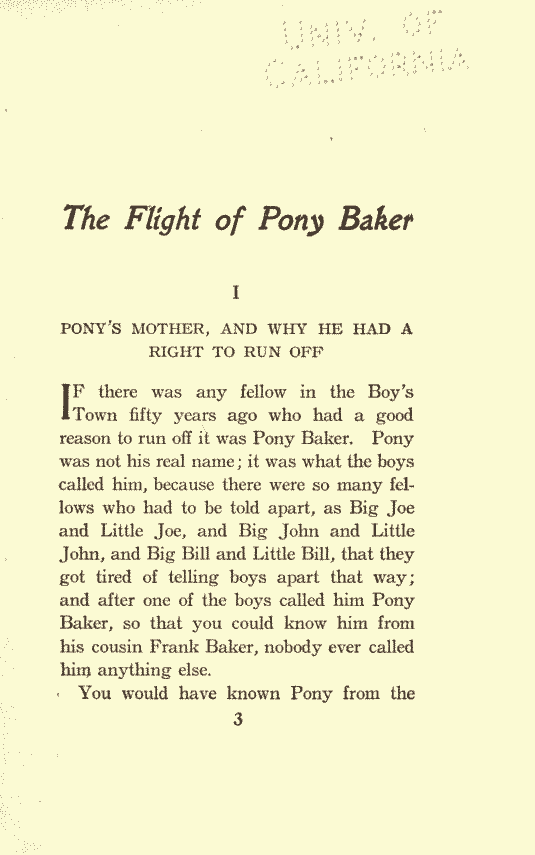 UNIV. OF
CALIFORNIA
The Flight of Pony Baker
I
PONY'S MOTHER, AND WHY HE HAD A
RIGHT TO RUN OFF
IF there was any fellow in the Boy's
Town fifty years ago who had a good
reason to run off it was Pony Baker. Pony
was not his real name; it was what the boys
called him, because there were so many fel-
lows who had to be told apart, as Big Joe
and Little Joe, and Big John and Little
John, and Big Bill and Little Bill, that they
got tired of telling boys apart that way;
and after one of the boys called him Pony
Baker, so that you could know him from
his cousin Frank Baker, nobody ever called
him anything else.
You would have known Pony from the
3